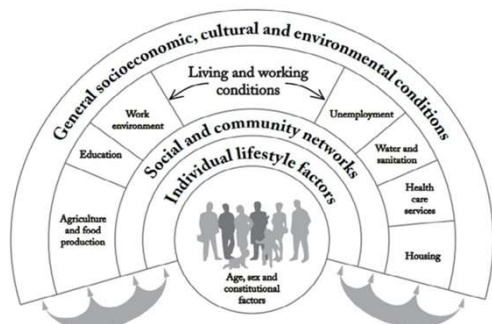 General socioeconomic, cultural and environmental conditions
Living and working
conditions
Work
environment
Unemployment
Education
Water and
sanitation
Social and community networks
Individual lifestyle factors
Agriculture
and food
production
Health
care
services
Housing
Age, sex and
constitutional
factors